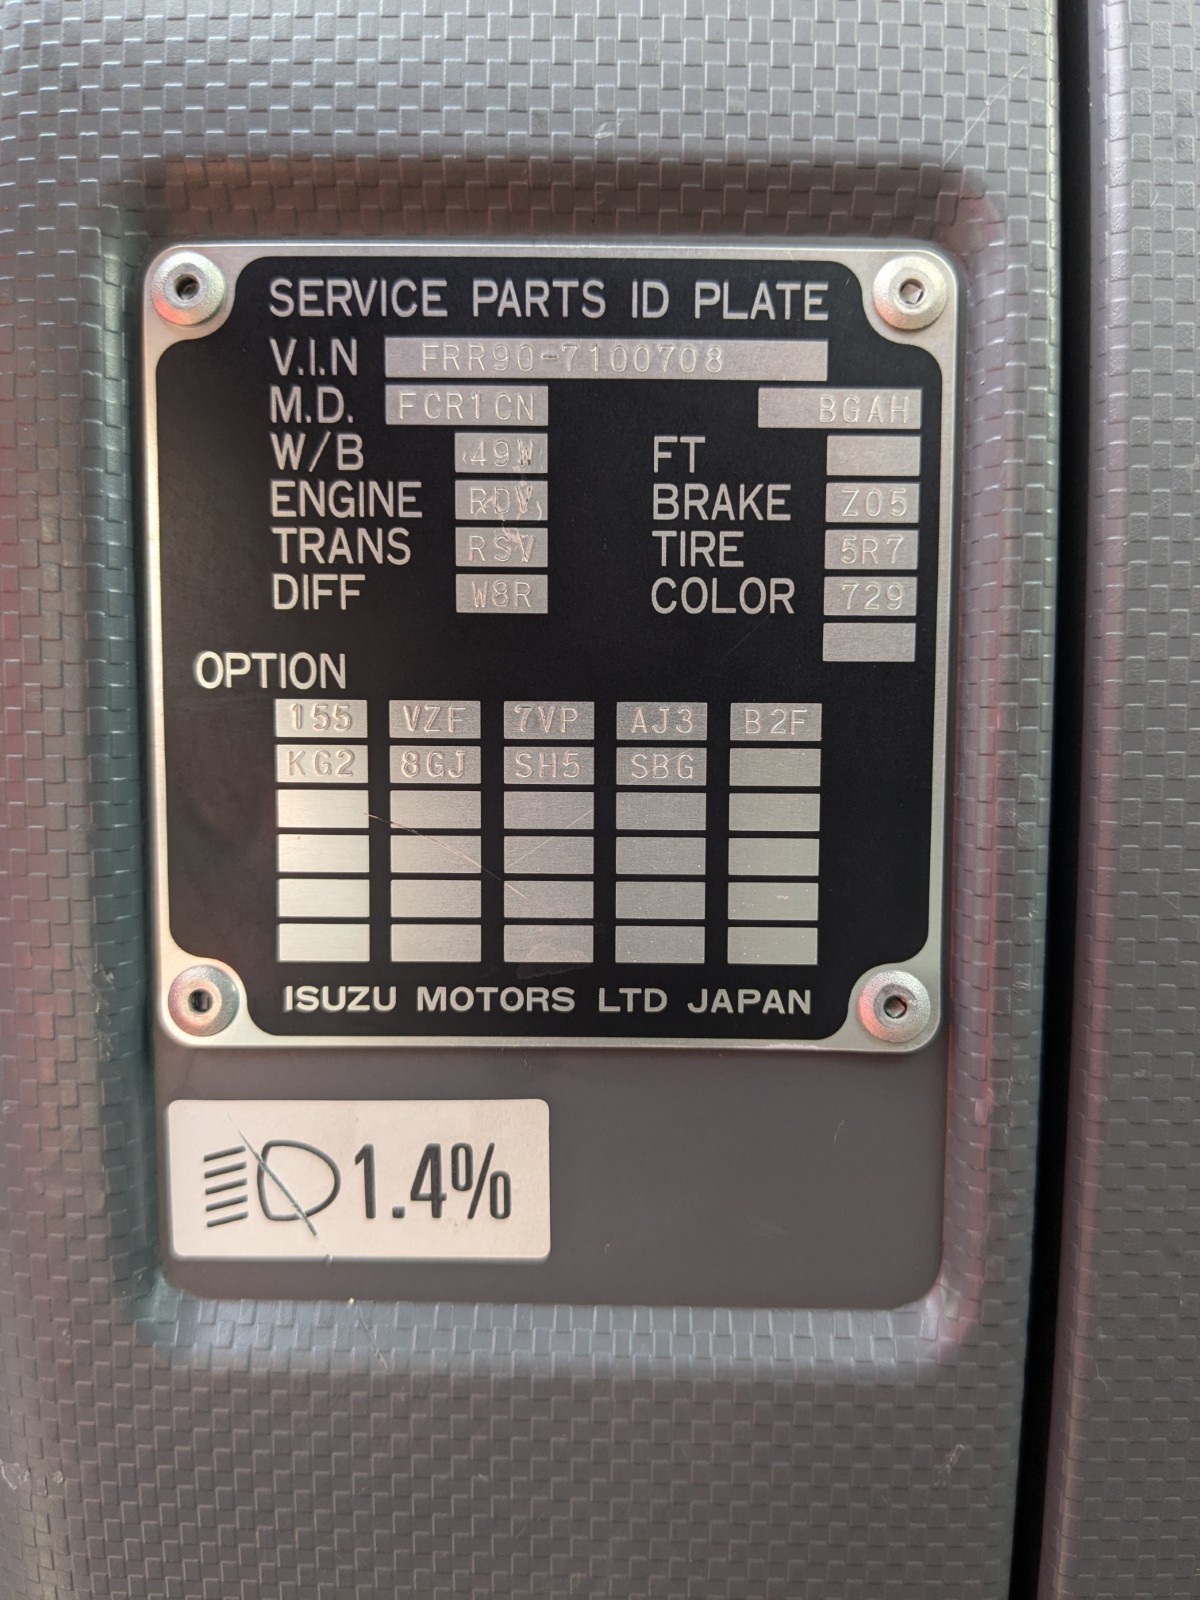 SERVICE PARTS ID PLATE
V.I.N FRR90-7100708
M.D. FCR1CN BGAH
W/B 49W FT
ENGINE RDV BRAKE Z05
TRANS RSV TIRE 5R7
DIFF W8R COLOR 729
OPTION
155 VZF 7VP AJ3 B2F
KG2 8GJ SH5 SBG
ISUZU MOTORS LTD JAPAN
1.4%